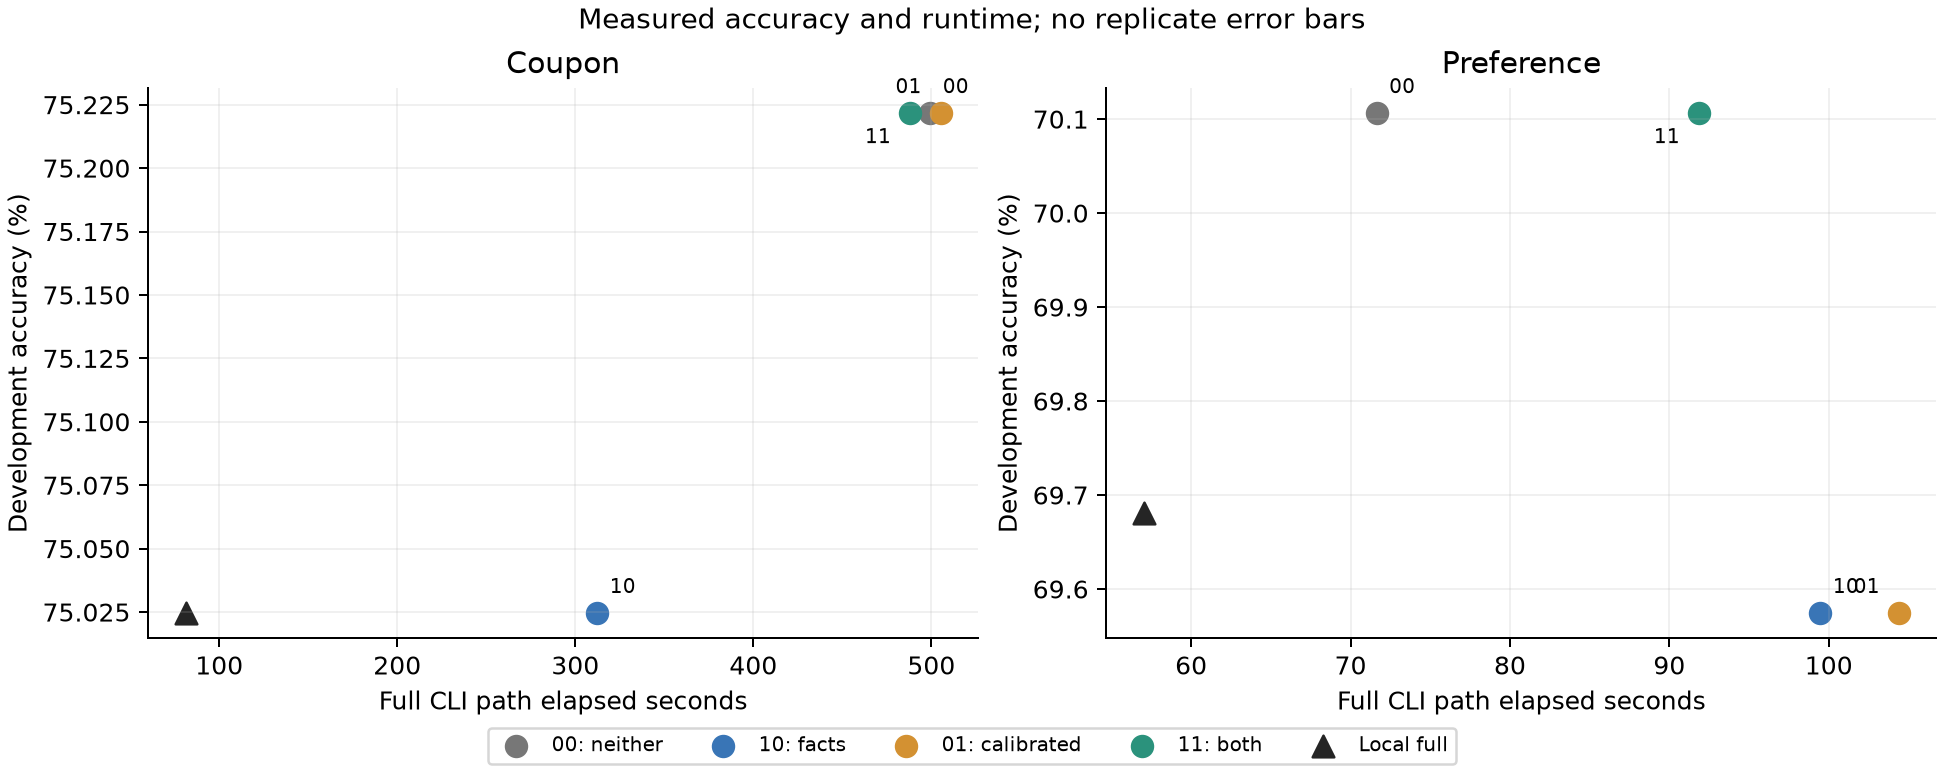 Measured accuracy and runtime; no replicate error bars
Coupon
Development accuracy (%)
75.225
75.200
75.175
75.150
75.125
75.100
75.075
75.050
75.025
01
00
11
10
100
200
300
400
500
Full CLI path elapsed seconds
Preference
Development accuracy (%)
70.1
70.0
69.9
69.8
69.7
69.6
00
11
10
01
60
70
80
90
100
Full CLI path elapsed seconds
00: neither
10: facts
01: calibrated
11: both
Local full